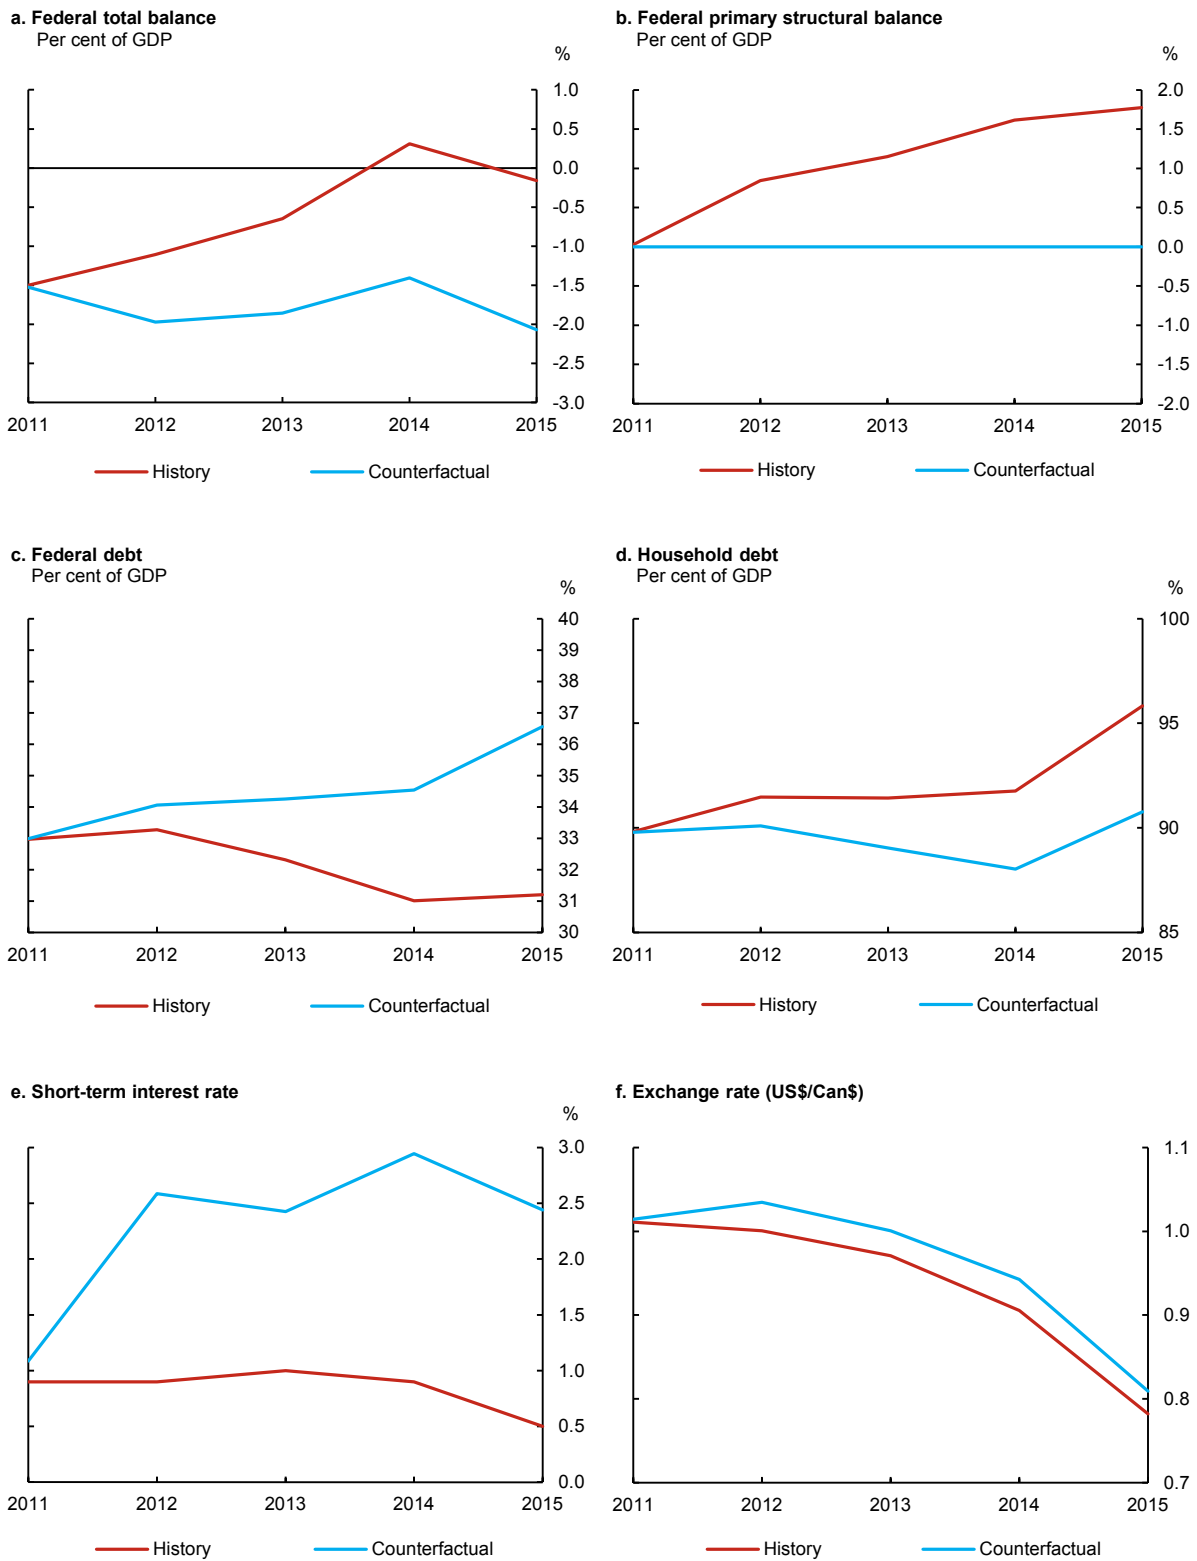 a. Federal total balance
Per cent of GDP
%
1.0
0.5
0.0
-0.5
-1.0
-1.5
-2.0
-2.5
-3.0
2011 2012 2013 2014 2015
History Counterfactual
b. Federal primary structural balance
Per cent of GDP
%
2.0
1.5
1.0
0.5
0.0
-0.5
-1.0
-1.5
-2.0
2011 2012 2013 2014 2015
History Counterfactual
c. Federal debt
Per cent of GDP
%
40
39
38
37
36
35
34
33
32
31
30
2011 2012 2013 2014 2015
History Counterfactual
d. Household debt
Per cent of GDP
%
100
95
90
85
2011 2012 2013 2014 2015
History Counterfactual
e. Short-term interest rate
%
3.0
2.5
2.0
1.5
1.0
0.5
0.0
2011 2012 2013 2014 2015
History Counterfactual
f. Exchange rate (US$/Can$)
1.1
1.0
0.9
0.8
0.7
2011 2012 2013 2014 2015
History Counterfactual